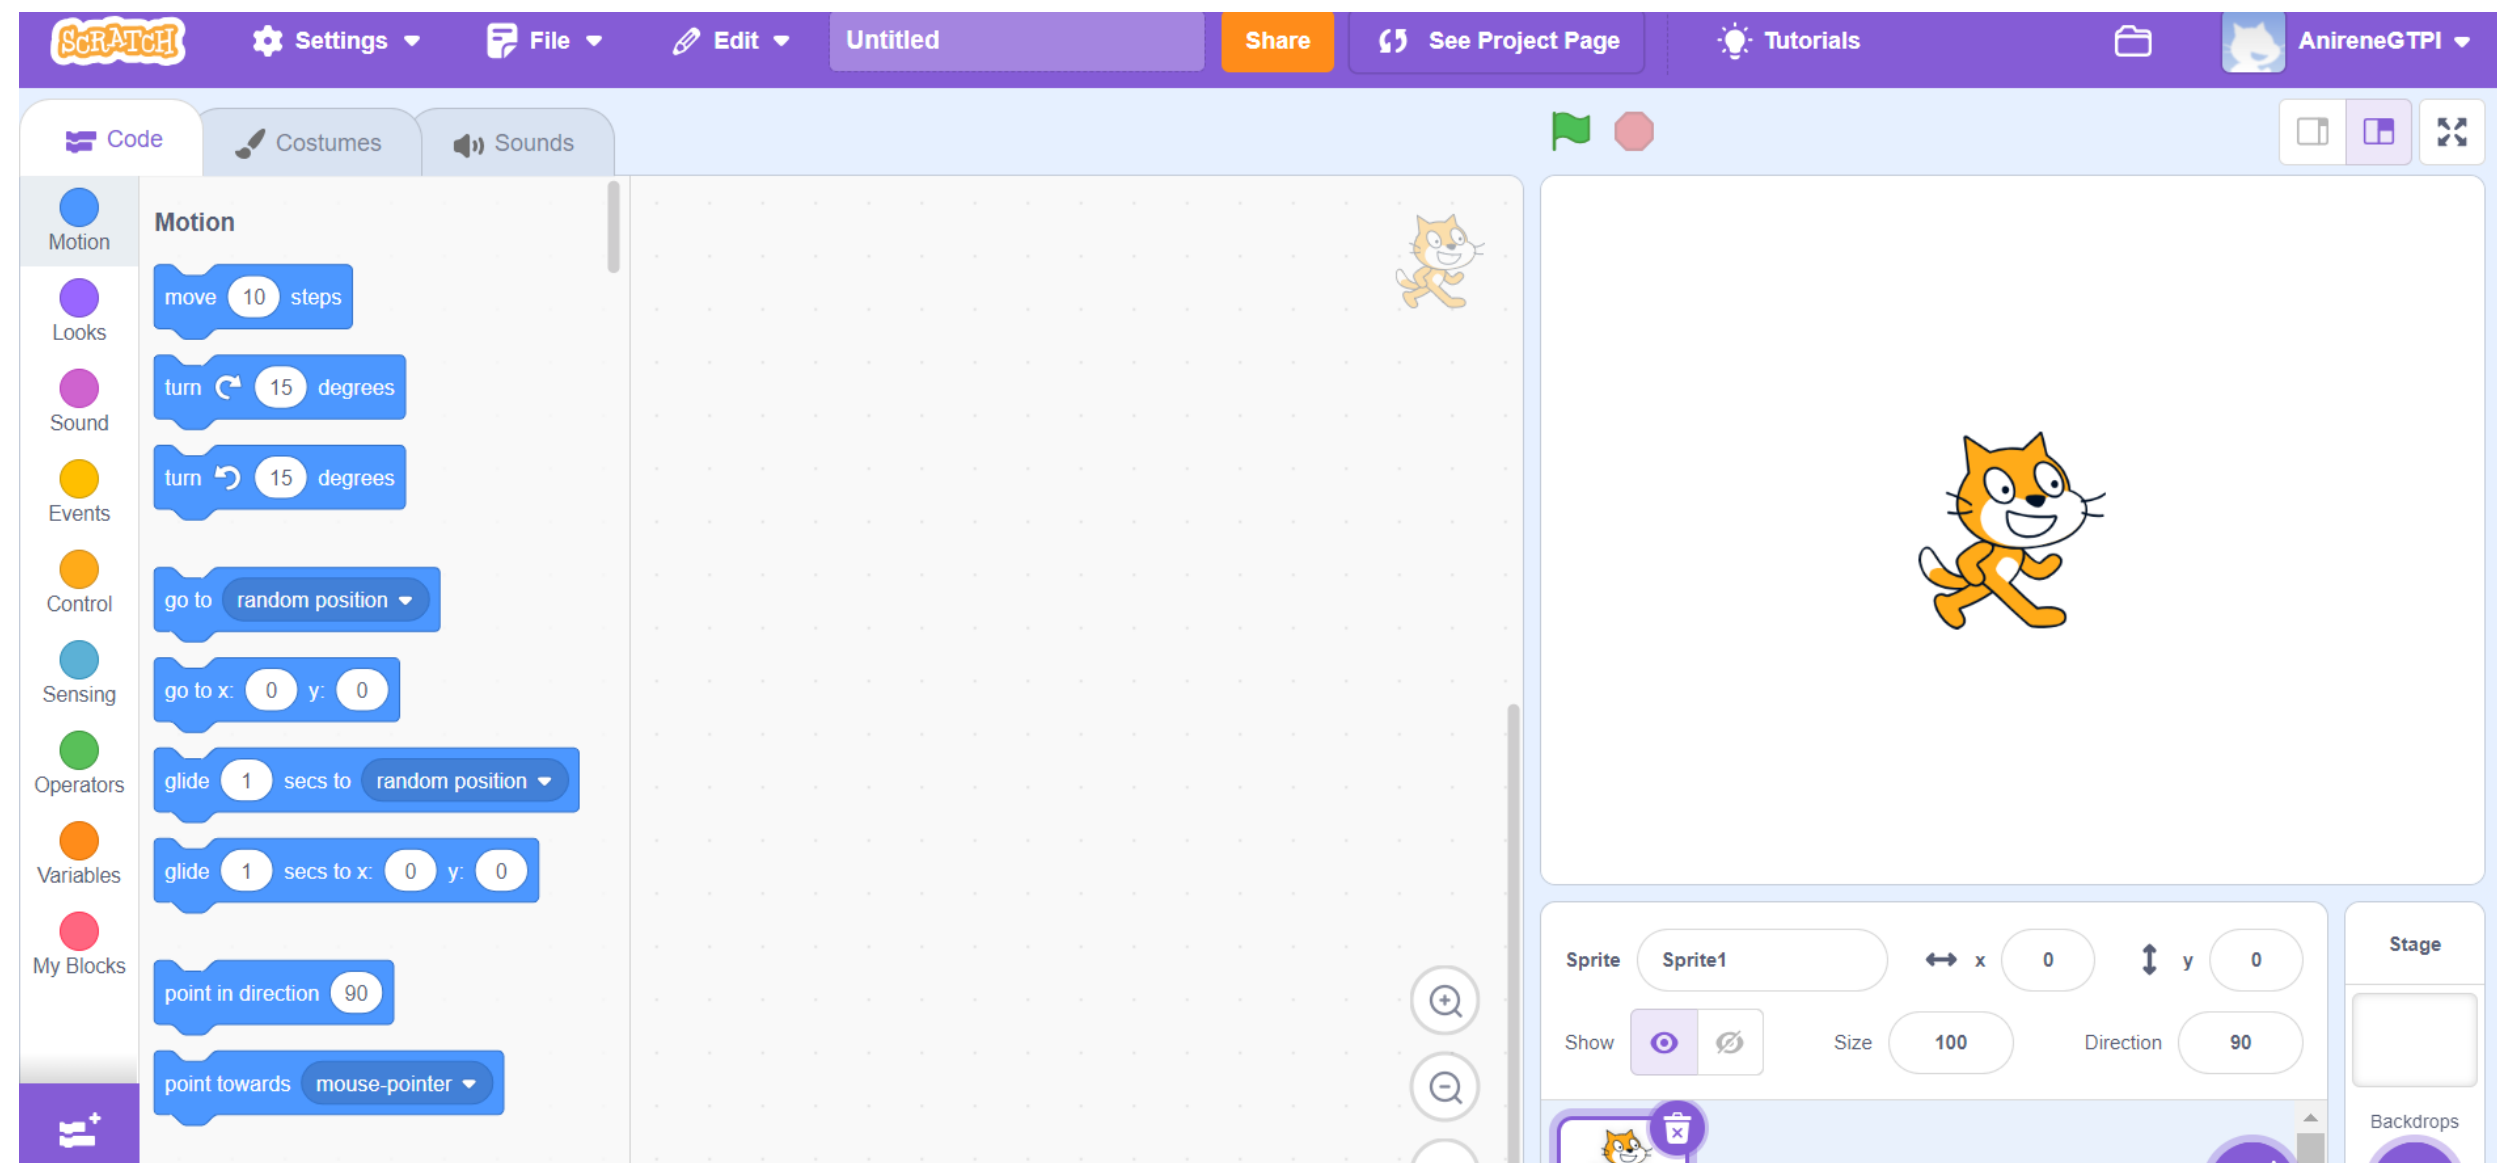 SCRATCH Settings File Edit Untitled Share See Project Page Tutorials AnireneGTPI
Code Costumes Sounds
Motion
Looks
Sound
Events
Control
Sensing
Operators
Variables
My Blocks
Motion
move 10 steps
turn 15 degrees
turn 15 degrees
go to random position
go to x: 0 y: 0
glide 1 secs to random position
glide 1 secs to x: 0 y: 0
point in direction 90
point towards mouse-pointer
Sprite Sprite1 x 0 y 0
Show Size 100 Direction 90
Stage
Backdrops